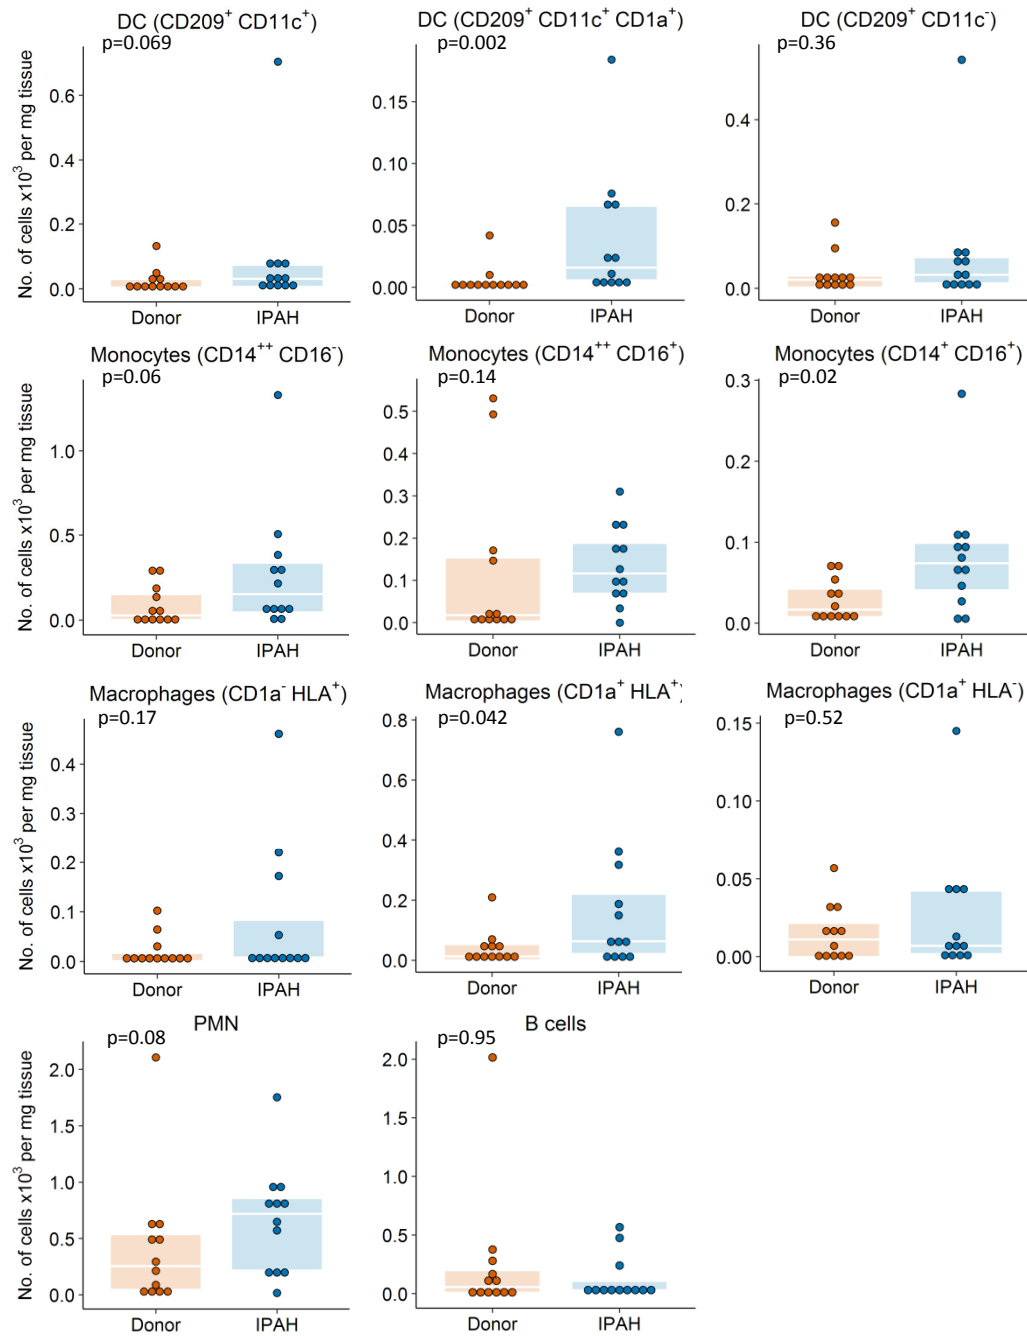 DC (CD209⁺ CD11c⁺)
p=0.069
No. of cells x10³ per mg tissue
0.6
0.4
0.2
0.0
Donor
IPAH
DC (CD209⁺ CD11c⁺ CD1a⁺)
p=0.002
0.15
0.10
0.05
0.00
Donor
IPAH
DC (CD209⁺ CD11c⁻)
p=0.36
0.4
0.2
0.0
Donor
IPAH
Monocytes (CD14⁺⁺ CD16⁻)
p=0.06
No. of cells x10³ per mg tissue
1.0
0.5
0.0
Donor
IPAH
Monocytes (CD14⁺⁺ CD16⁺)
p=0.14
0.5
0.4
0.3
0.2
0.1
0.0
Donor
IPAH
Monocytes (CD14⁺ CD16⁺)
p=0.02
0.3
0.2
0.1
0.0
Donor
IPAH
Macrophages (CD1a⁻ HLA⁺)
p=0.17
No. of cells x10³ per mg tissue
0.4
0.3
0.2
0.1
0.0
Donor
IPAH
Macrophages (CD1a⁺ HLA⁺)
p=0.042
0.8
0.6
0.4
0.2
0.0
Donor
IPAH
Macrophages (CD1a⁺ HLA⁻)
p=0.52
0.15
0.10
0.05
0.00
Donor
IPAH
PMN
p=0.08
No. of cells x10³ per mg tissue
2.0
1.5
1.0
0.5
0.0
Donor
IPAH
B cells
p=0.95
2.0
1.5
1.0
0.5
0.0
Donor
IPAH